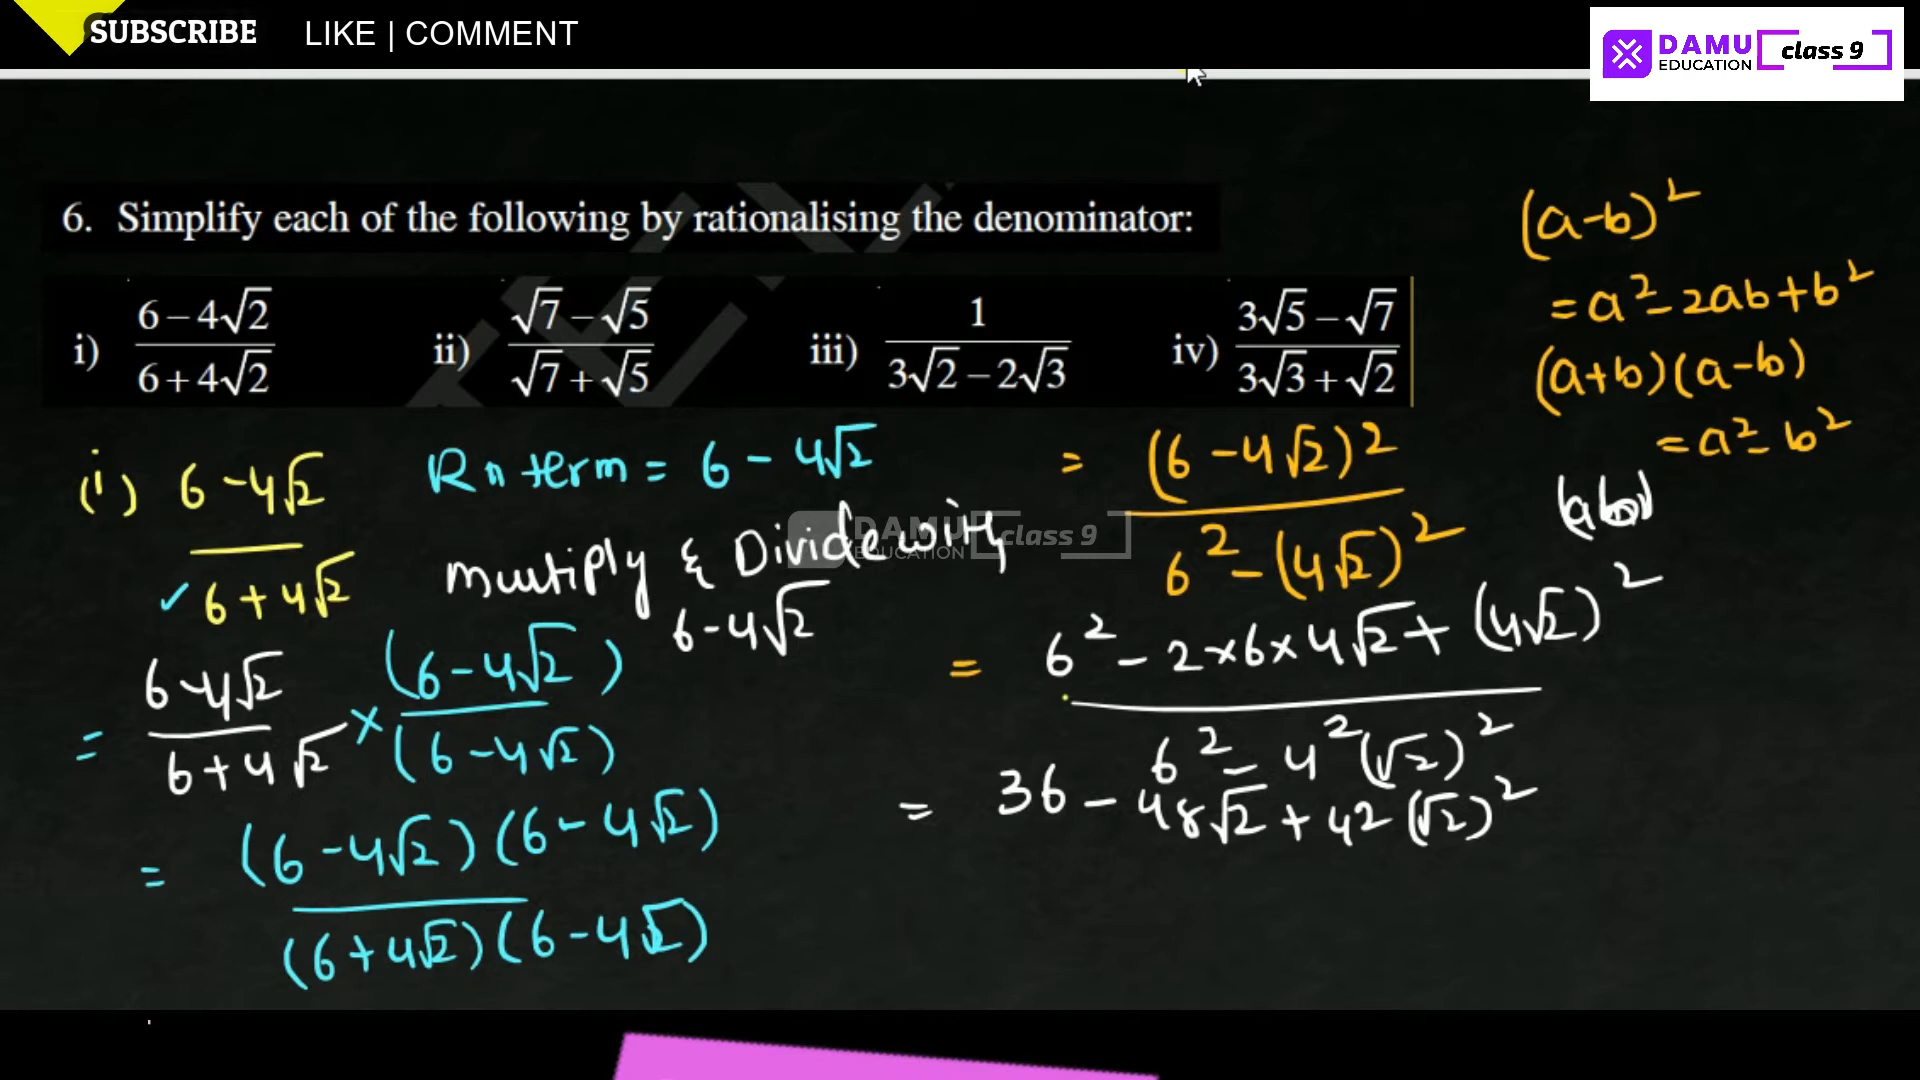 SUBSCRIBE LIKE | COMMENT
DAMU EDUCATION class 9
6. Simplify each of the following by rationalising the denominator:
i) (6 – 4√2)/(6 + 4√2) ii) (√7 – √5)/(√7 + √5) iii) 1/(3√2 – 2√3) iv) (3√5 – √7)/(3√3 + √2)
(a-b)²
= a² - 2ab + b²
(a+b)(a-b)
= a² - b²
(i) (6 - 4√2)/(6 + 4√2)
Rn term = 6 - 4√2
multiply & Divide with
6 - 4√2
= (6 - 4√2)/(6 + 4√2) × (6 - 4√2)/(6 - 4√2)
= (6 - 4√2)(6 - 4√2)/(6 + 4√2)(6 - 4√2)
= (6 - 4√2)²/6² - (4√2)²
= 6² - 2×6×4√2 + (4√2)²/6² - 4²(√2)²
= 36 - 48√2 + 42(√2)²
DAMU EDUCATION class 9